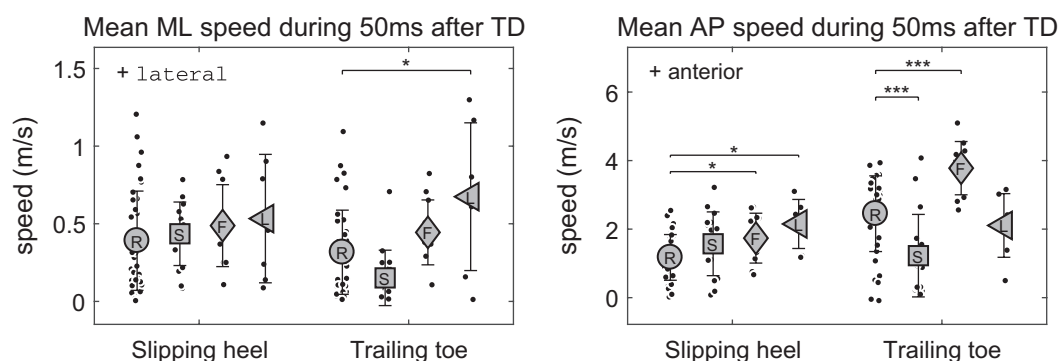 Mean ML speed during 50ms after TD
+ lateral
*
speed (m/s)
1.5
1
0.5
0
R
S
F
L
R
S
F
L
Slipping heel
Trailing toe
Mean AP speed during 50ms after TD
+ anterior
***
***
*
*
speed (m/s)
6
4
2
0
R
S
F
L
R
S
F
L
Slipping heel
Trailing toe